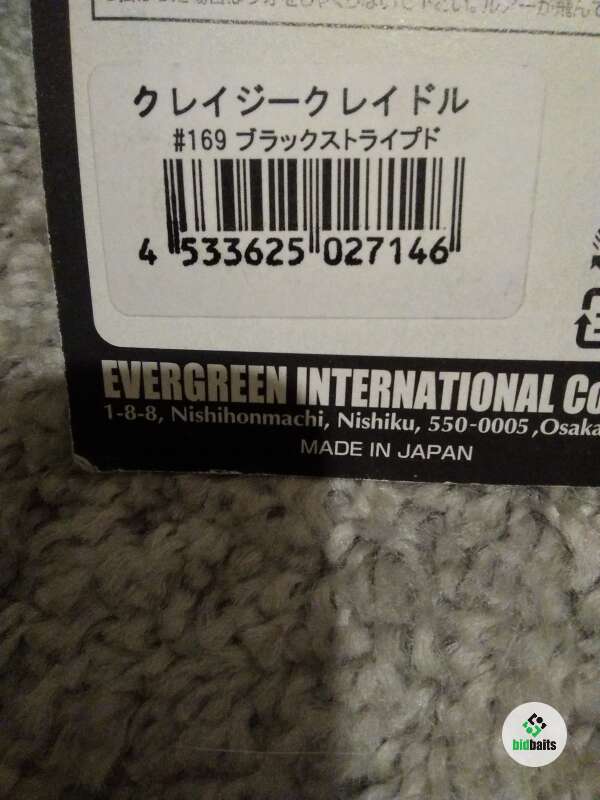 クレイジークレイドル
#169 ブラックストライプド
4 533625 027146
EVERGREEN INTERNATIONAL Co
1-8-8, Nishihonmachi, Nishiku, 550-0005 ,Osaka
MADE IN JAPAN
bidbaits